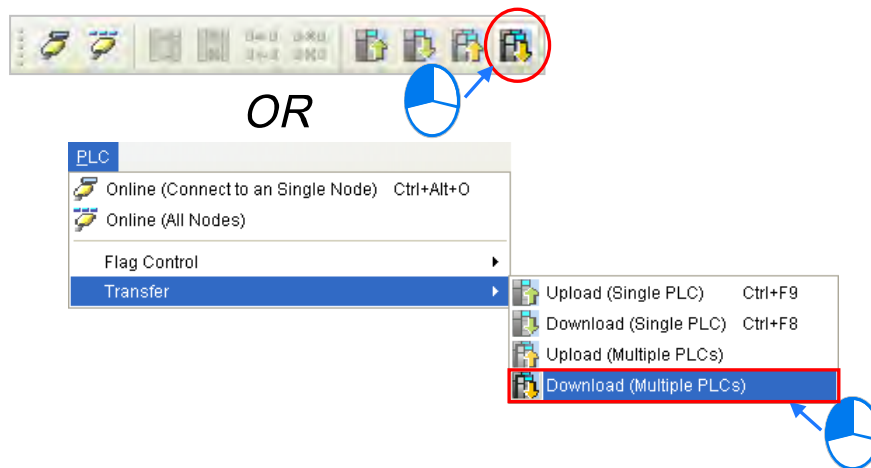 OR
PLC
Online (Connect to an Single Node) Ctrl+Alt+O
Online (All Nodes)
Flag Control
Transfer
Upload (Single PLC) Ctrl+F9
Download (Single PLC) Ctrl+F8
Upload (Multiple PLCs)
Download (Multiple PLCs)